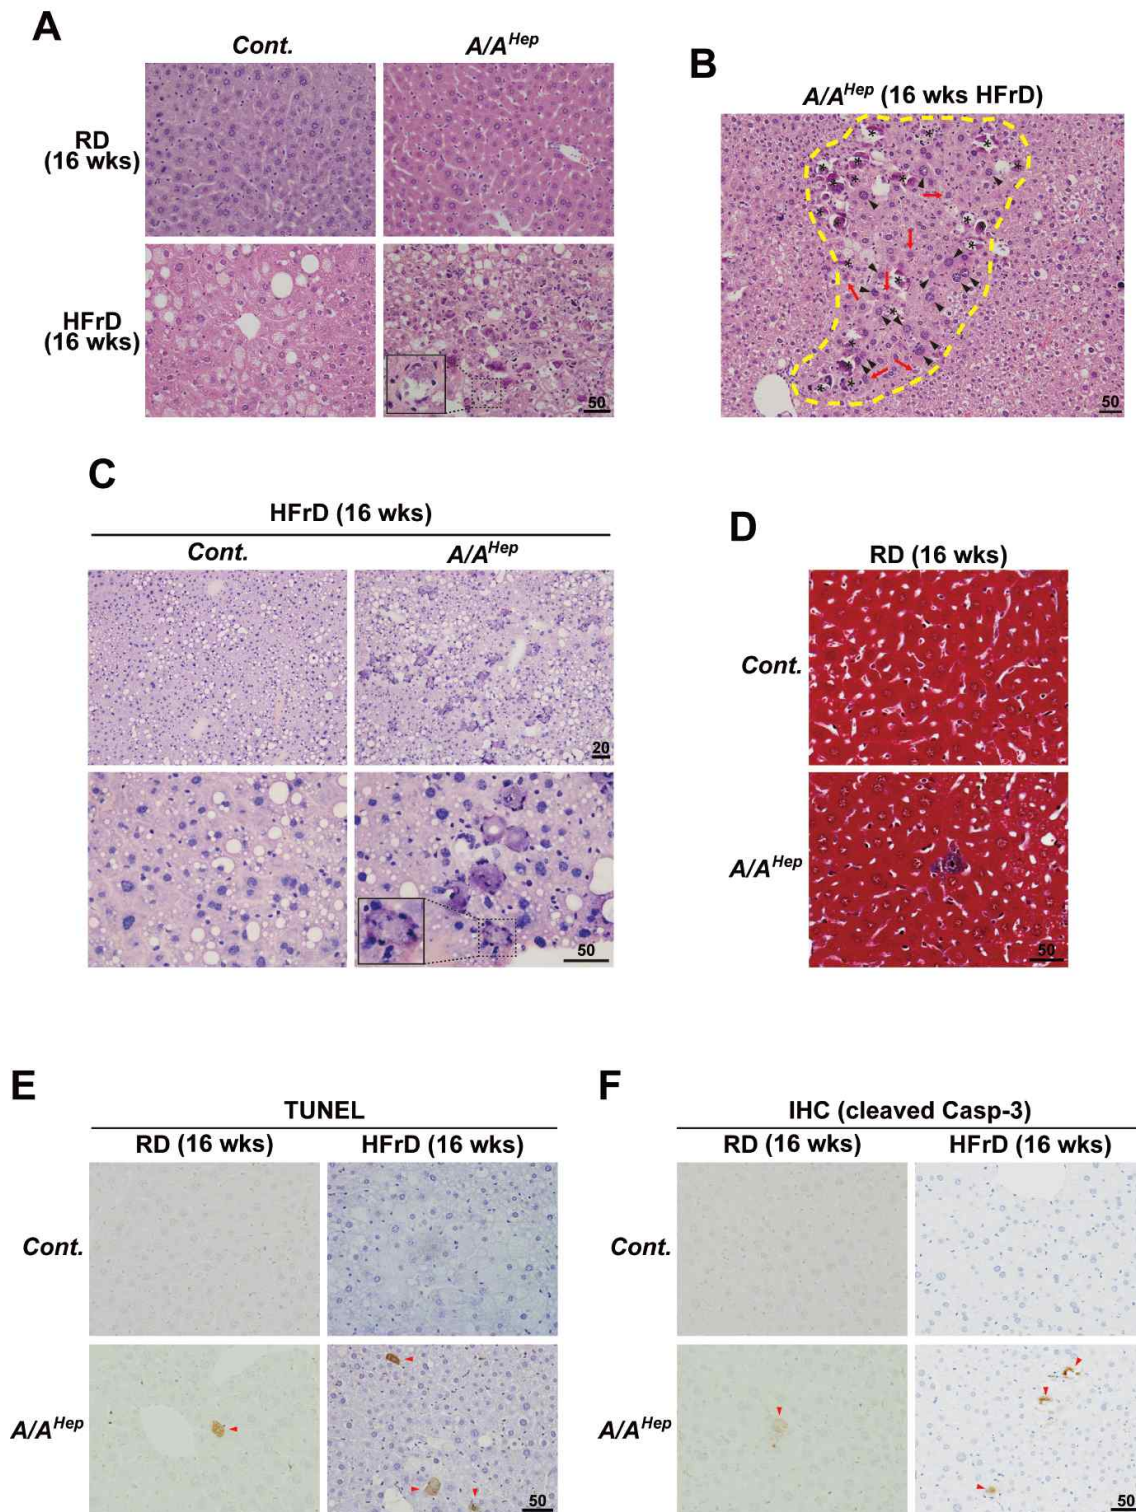 A
Cont.
A/A^Hep
RD
(16 wks)
HFrD
(16 wks)
50
B
A/A^Hep (16 wks HFrD)
50
C
HFrD (16 wks)
Cont.
A/A^Hep
20
50
D
RD (16 wks)
Cont.
A/A^Hep
50
E
TUNEL
RD (16 wks)
HFrD (16 wks)
Cont.
A/A^Hep
50
F
IHC (cleaved Casp-3)
RD (16 wks)
HFrD (16 wks)
Cont.
A/A^Hep
50